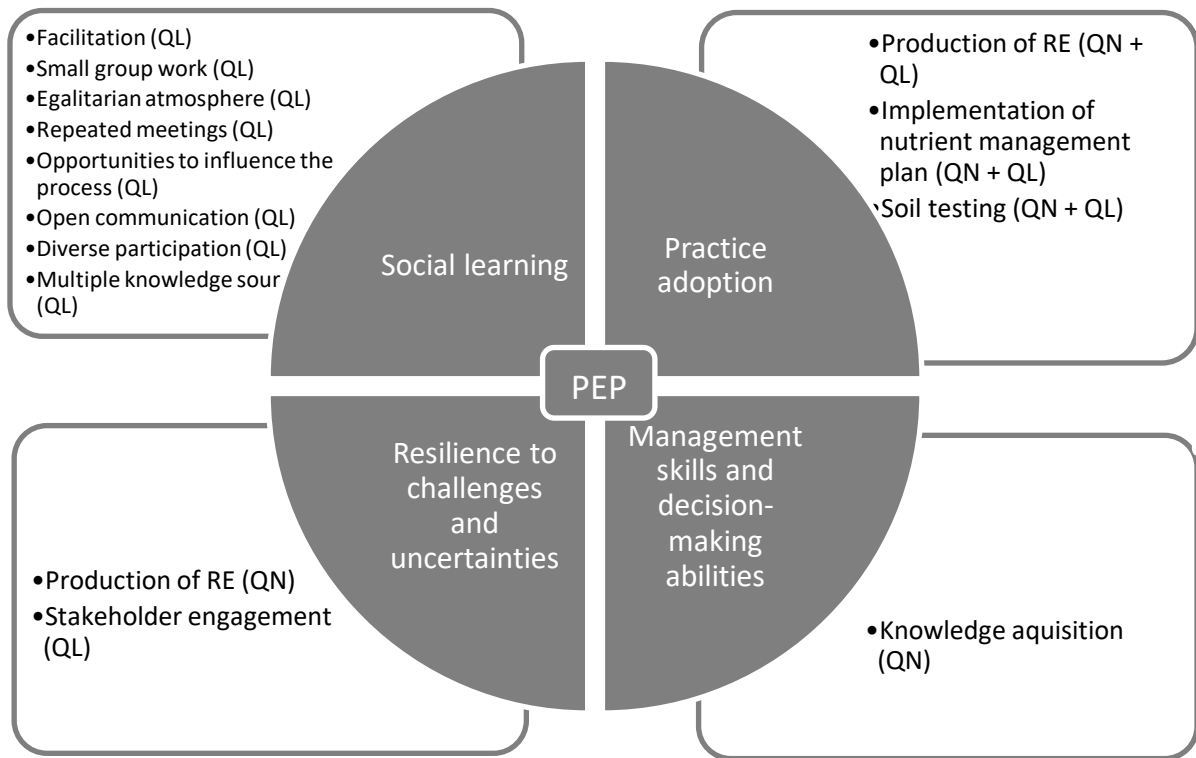 •Facilitation (QL)
•Small group work (QL)
•Egalitarian atmosphere (QL)
•Repeated meetings (QL)
•Opportunities to influence the
process (QL)
•Open communication (QL)
•Diverse participation (QL)
•Multiple knowledge sour
(QL)
•Production of RE (QN +
QL)
•Implementation of
nutrient management
plan (QN + QL)
•Soil testing (QN + QL)
Social learning
Practice
adoption
PEP
Resilience to
challenges
and
uncertainties
Management
skills and
decision-
making
abilities
•Production of RE (QN)
•Stakeholder engagement
(QL)
•Knowledge aquisition
(QN)